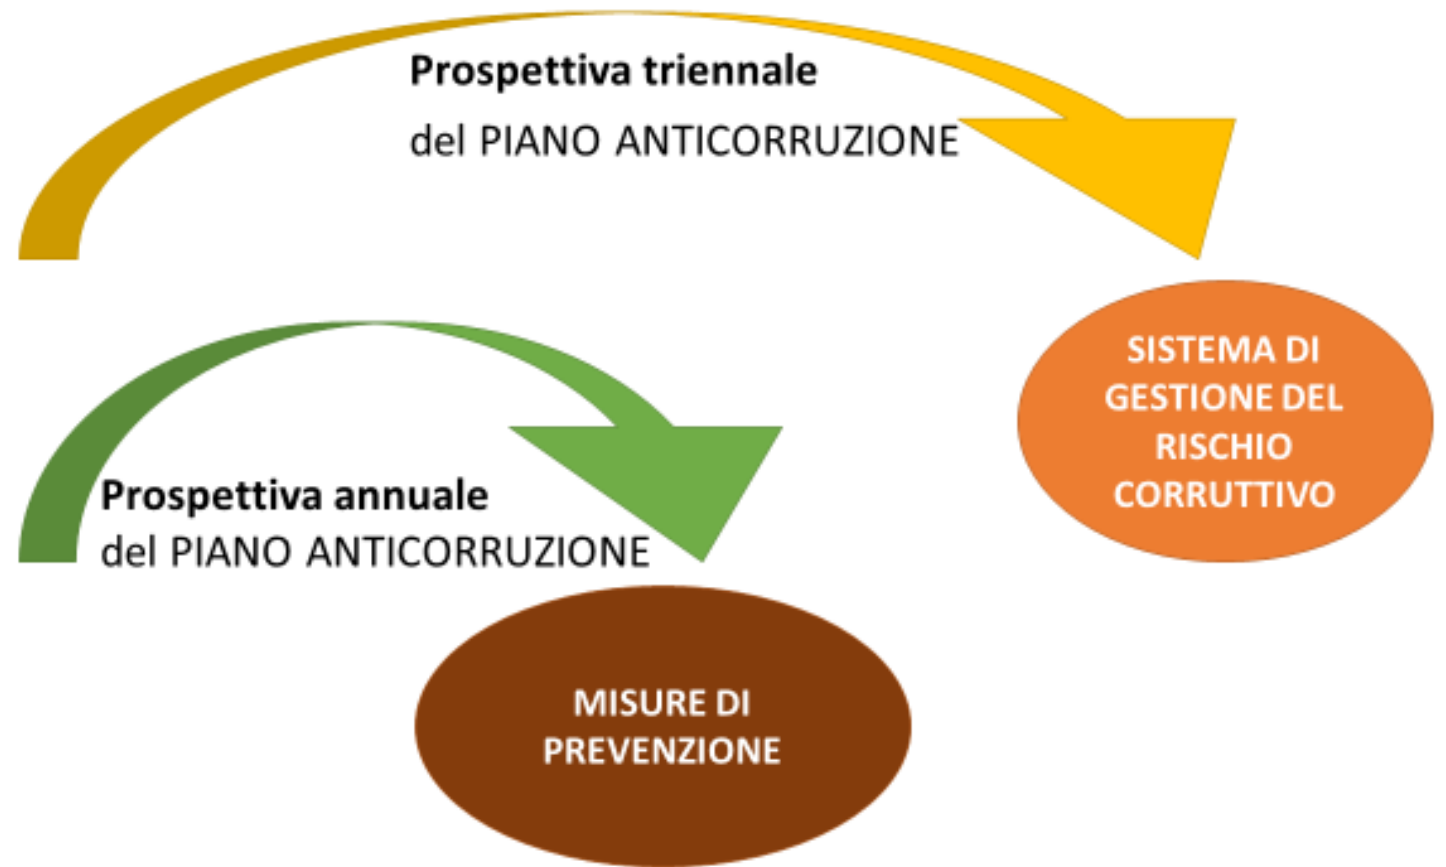 Prospettiva triennale
del PIANO ANTICORRUZIONE
SISTEMA DI
GESTIONE DEL
RISCHIO
CORRUTTIVO
Prospettiva annuale
del PIANO ANTICORRUZIONE
MISURE DI
PREVENZIONE